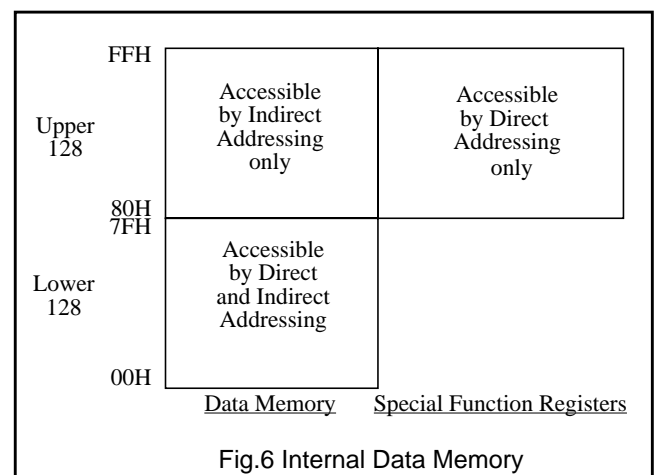 FFH
Upper
128
80H
7FH
Lower
128
00H
Accessible
by Indirect
Addressing
only
Accessible
by Direct
Addressing
only
Accessible
by Direct
and Indirect
Addressing
Data Memory
Special Function Registers
Fig.6 Internal Data Memory